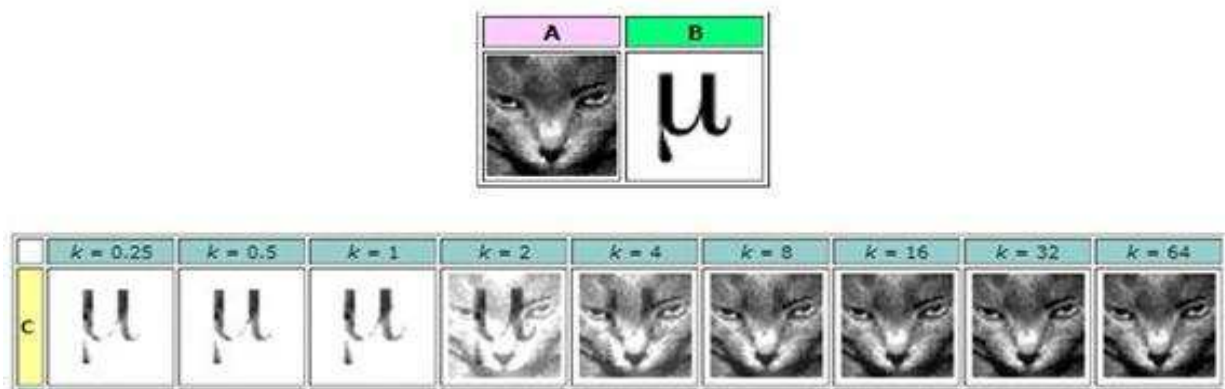 A B
μ
k = 0.25 k = 0.5 k = 1 k = 2 k = 4 k = 8 k = 16 k = 32 k = 64
C μ μ μ μ